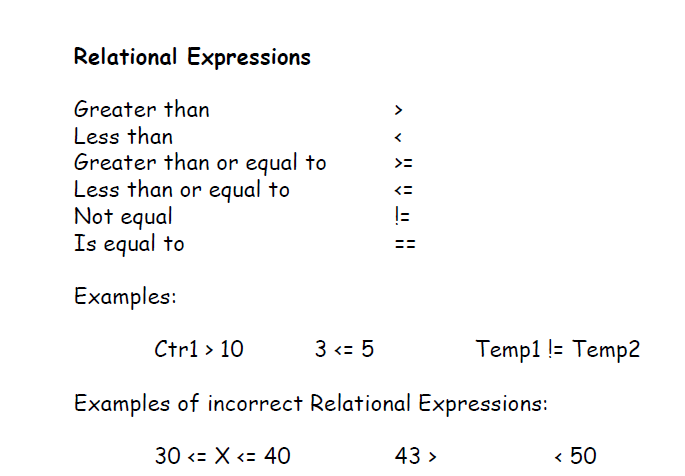 Relational Expressions
Greater than >
Less than <
Greater than or equal to >=
Less than or equal to <=
Not equal !=
Is equal to ==
Examples:
Ctr1 > 10 3 <= 5 Temp1 != Temp2
Examples of incorrect Relational Expressions:
30 <= X <= 40 43 > < 50